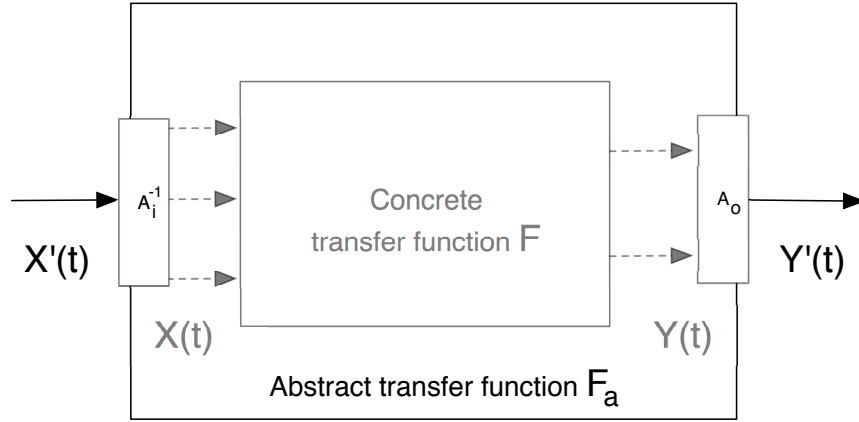 A_i^-1
Concrete
transfer function F
A_o
X'(t)
Y'(t)
X(t)
Y(t)
Abstract transfer function F_a